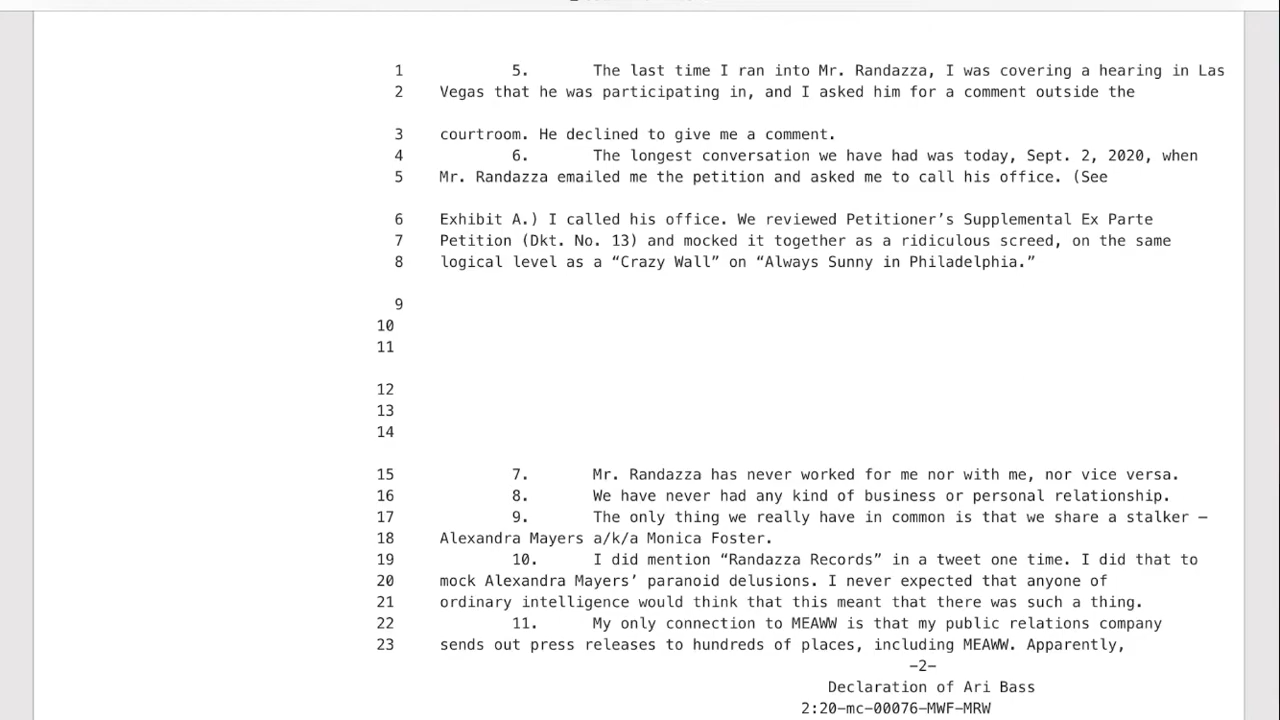 1 5. The last time I ran into Mr. Randazza, I was covering a hearing in Las
2 Vegas that he was participating in, and I asked him for a comment outside the
3 courtroom. He declined to give me a comment.
4 6. The longest conversation we have had was today, Sept. 2, 2020, when
5 Mr. Randazza emailed me the petition and asked me to call his office. (See
6 Exhibit A.) I called his office. We reviewed Petitioner’s Supplemental Ex Parte
7 Petition (Dkt. No. 13) and mocked it together as a ridiculous screed, on the same
8 logical level as a “Crazy Wall” on “Always Sunny in Philadelphia.”
9
10
11
12
13
14
15 7. Mr. Randazza has never worked for me nor with me, nor vice versa.
16 8. We have never had any kind of business or personal relationship.
17 9. The only thing we really have in common is that we share a stalker –
18 Alexandra Mayers a/k/a Monica Foster.
19 10. I did mention “Randazza Records” in a tweet one time. I did that to
20 mock Alexandra Mayers’ paranoid delusions. I never expected that anyone of
21 ordinary intelligence would think that this meant that there was such a thing.
22 11. My only connection to MEAWW is that my public relations company
23 sends out press releases to hundreds of places, including MEAWW. Apparently,
-2-
Declaration of Ari Bass
2:20-mc-00076-MWF-MRW